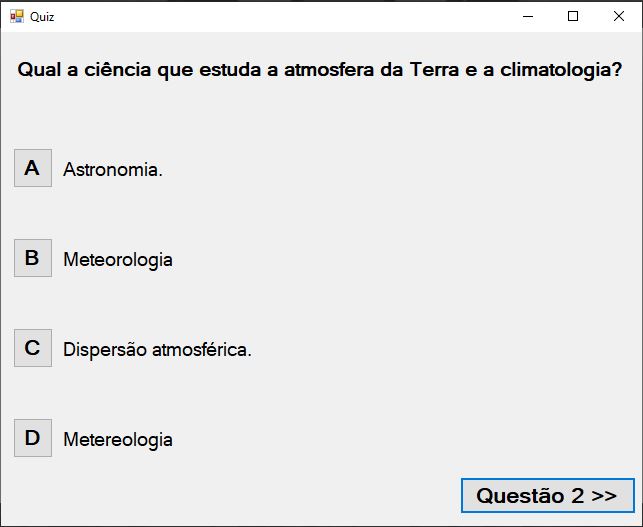 Quiz
Qual a ciência que estuda a atmosfera da Terra e a climatologia?
A Astronomia.
B Meteorologia
C Dispersão atmosférica.
D Metereologia
Questão 2 >>